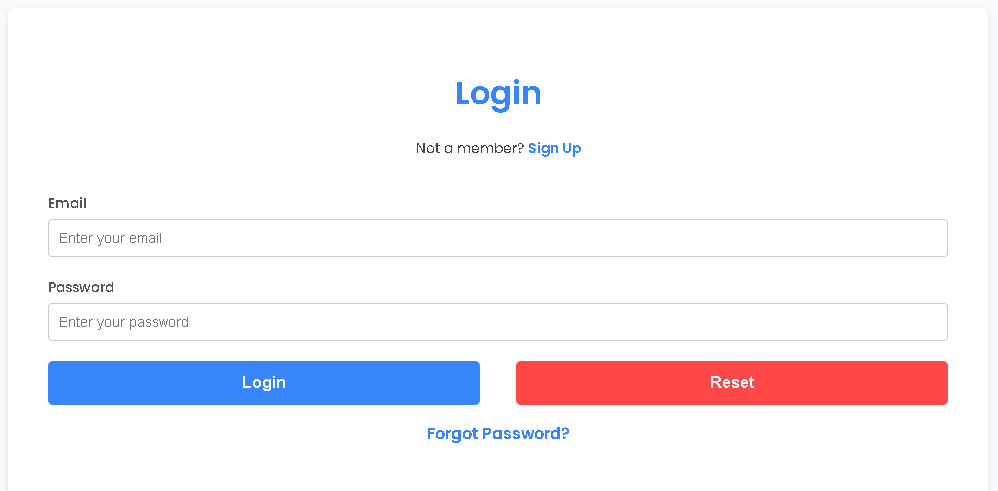 Login
Not a member? Sign Up
Email
Enter your email
Password
Enter your password
Login Reset
Forgot Password?